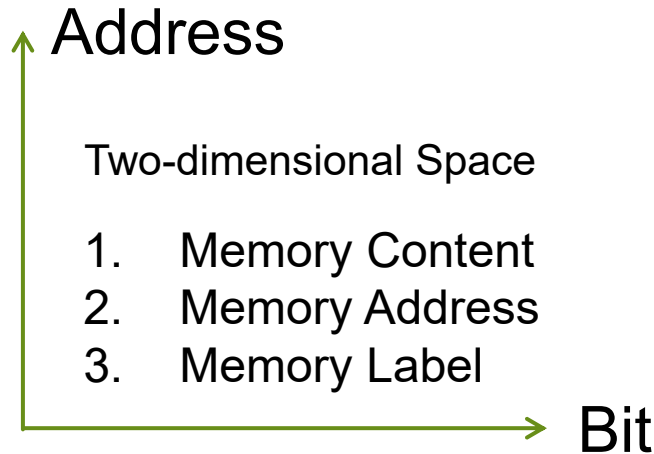 Address
Two-dimensional Space
1. Memory Content
2. Memory Address
3. Memory Label
Bit